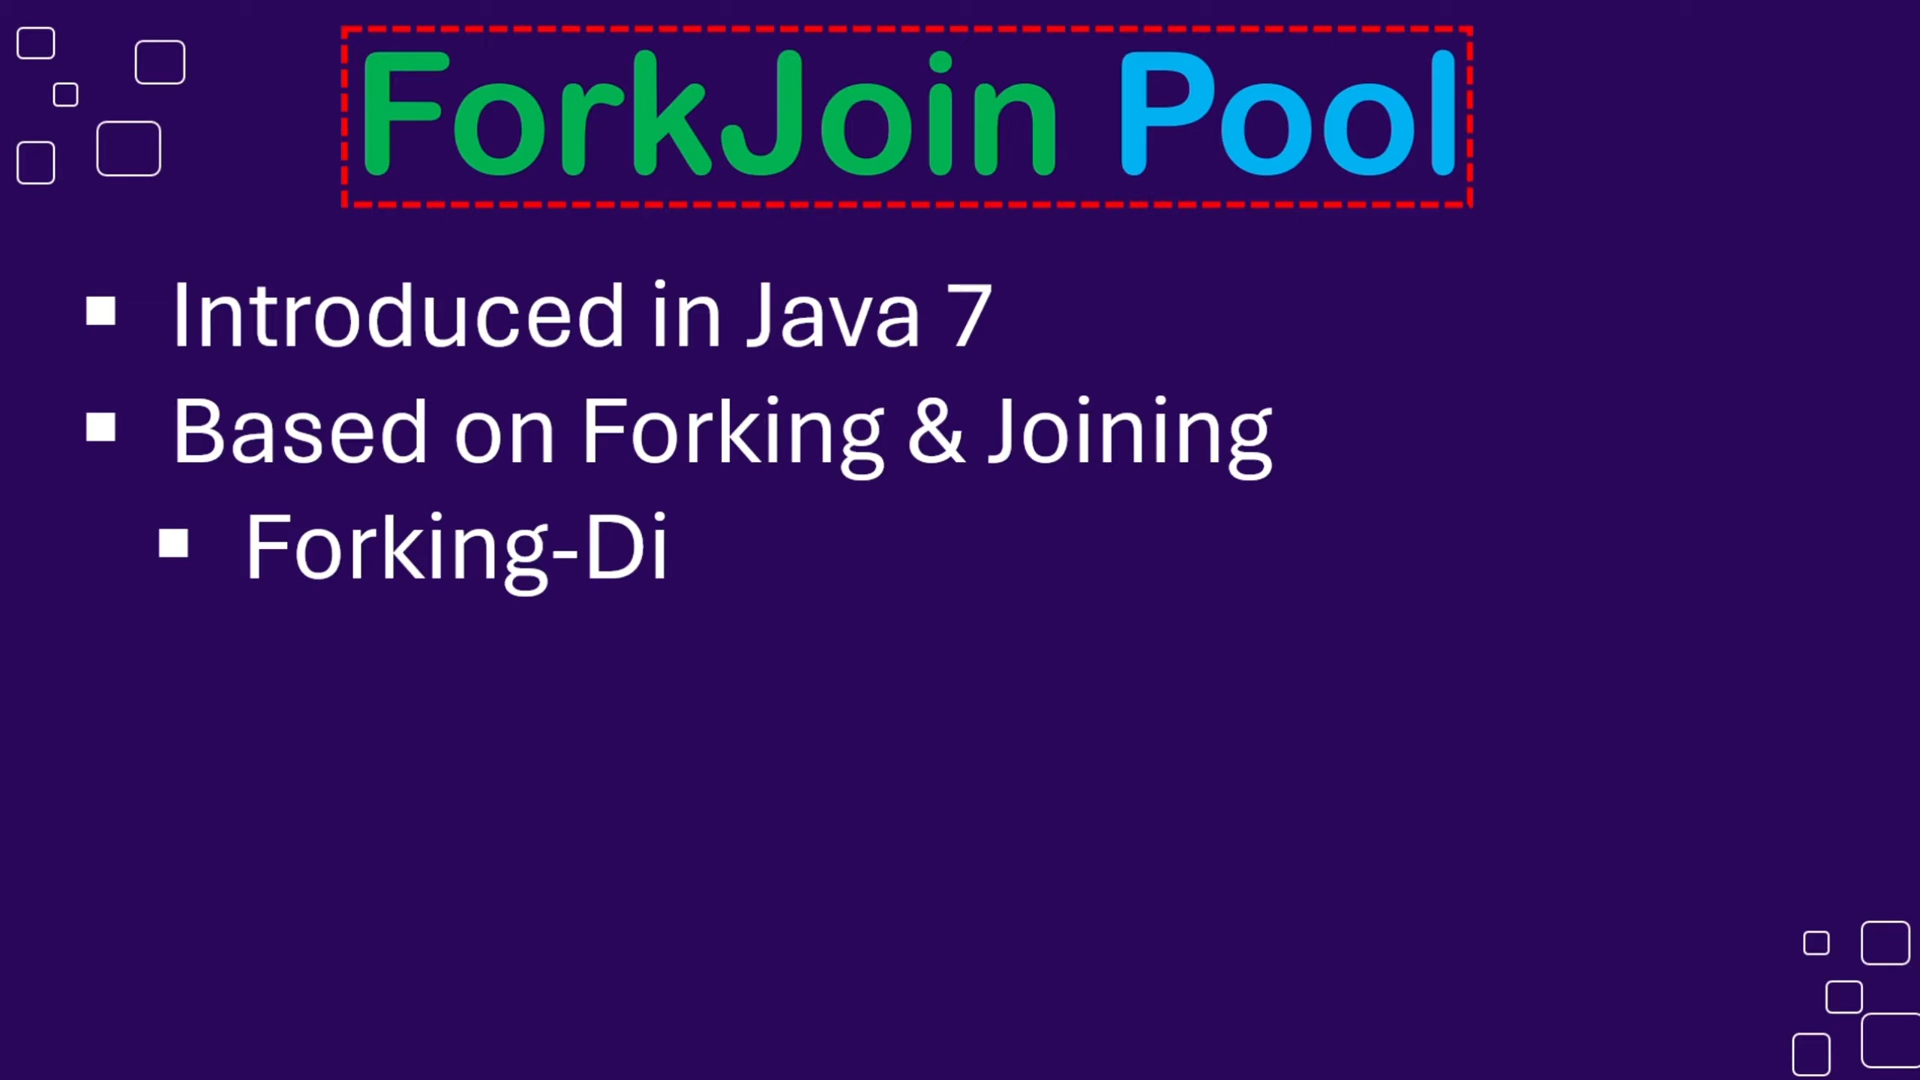 ForkJoin Pool
Introduced in Java 7
Based on Forking & Joining
Forking-Di